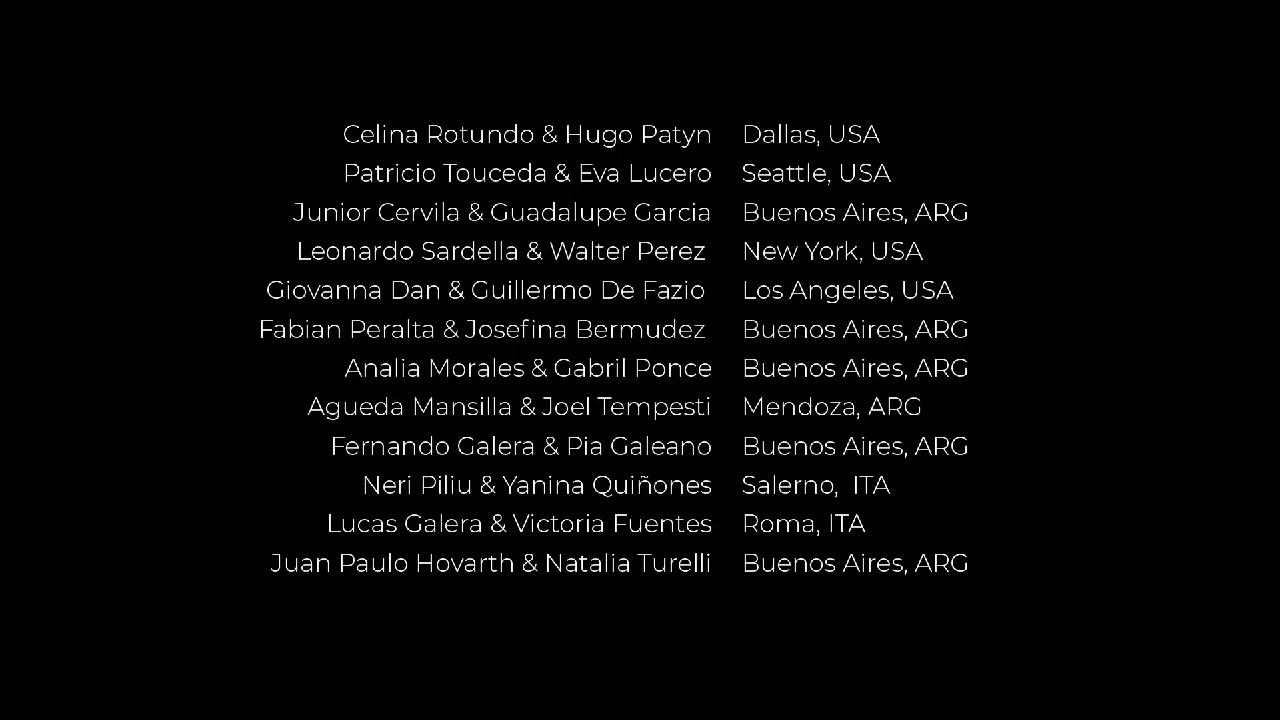 Celina Rotundo & Hugo Patyn Dallas, USA
Patricio Touceda & Eva Lucero Seattle, USA
Junior Cervila & Guadalupe Garcia Buenos Aires, ARG
Leonardo Sardella & Walter Perez New York, USA
Giovanna Dan & Guillermo De Fazio Los Angeles, USA
Fabian Peralta & Josefina Bermudez Buenos Aires, ARG
Analia Morales & Gabril Ponce Buenos Aires, ARG
Agueda Mansilla & Joel Tempesti Mendoza, ARG
Fernando Galera & Pia Galeano Buenos Aires, ARG
Neri Piliu & Yanina Quiñones Salerno, ITA
Lucas Galera & Victoria Fuentes Roma, ITA
Juan Paulo Hovarth & Natalia Turelli Buenos Aires, ARG